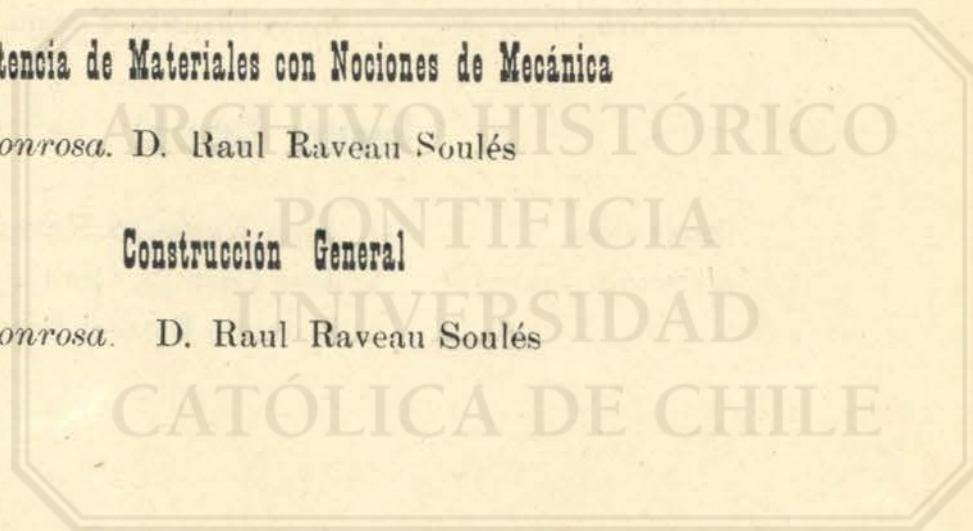 tencia de Materiales con Nociones de Mecánica
onrosa. D. Raul Raveau Soulés
Construcción General
onrosa. D. Raul Raveau Soulés
ARCHIVO HISTÓRICO
PONTIFICIA
UNIVERSIDAD
CATÓLICA DE CHILE